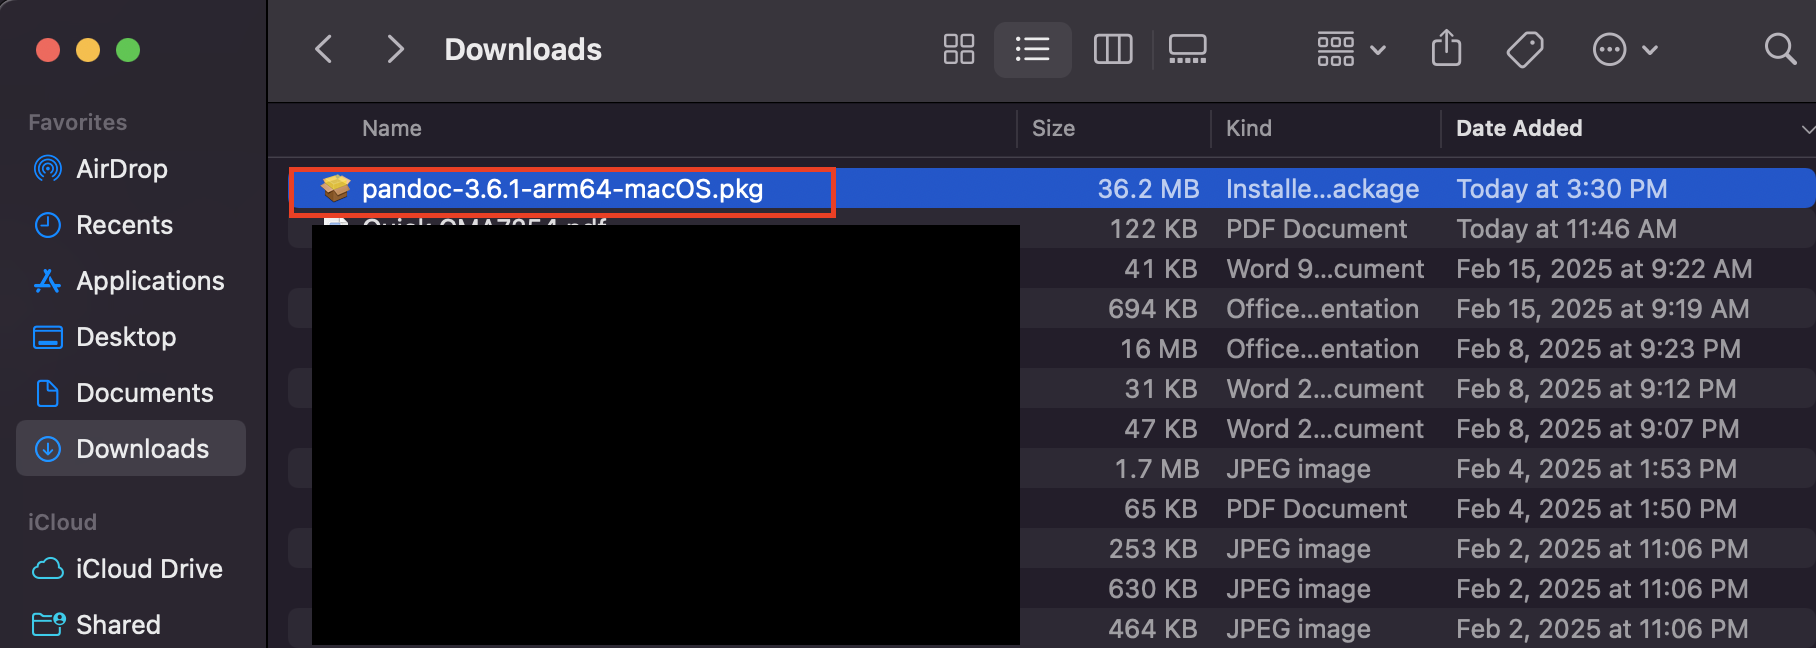 Downloads
Favorites
AirDrop
Recents
Applications
Desktop
Documents
Downloads
iCloud
iCloud Drive
Shared
Name Size Kind Date Added
pandoc-3.6.1-arm64-macOS.pkg 36.2 MB Installe...ackage Today at 3:30 PM
122 KB PDF Document Today at 11:46 AM
41 KB Word 9...cument Feb 15, 2025 at 9:22 AM
694 KB Office...entation Feb 15, 2025 at 9:19 AM
16 MB Office...entation Feb 8, 2025 at 9:23 PM
31 KB Word 2...cument Feb 8, 2025 at 9:12 PM
47 KB Word 2...cument Feb 8, 2025 at 9:07 PM
1.7 MB JPEG image Feb 4, 2025 at 1:53 PM
65 KB PDF Document Feb 4, 2025 at 1:50 PM
253 KB JPEG image Feb 2, 2025 at 11:06 PM
630 KB JPEG image Feb 2, 2025 at 11:06 PM
464 KB JPEG image Feb 2, 2025 at 11:06 PM